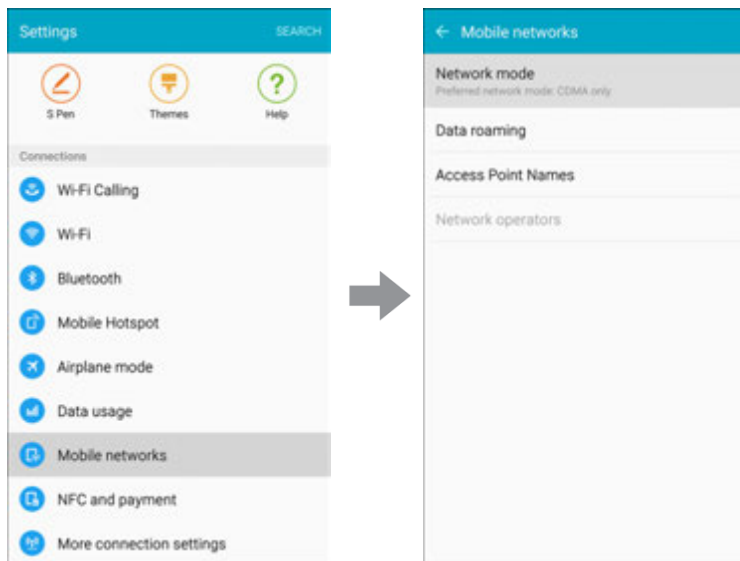 Settings
SEARCH
S Pen
Themes
Help
Connections
Wi-Fi Calling
Wi-Fi
Bluetooth
Mobile Hotspot
Airplane mode
Data usage
Mobile networks
NFC and payment
More connection settings
Mobile networks
Network mode
Preferred network mode: CDMA only
Data roaming
Access Point Names
Network operators